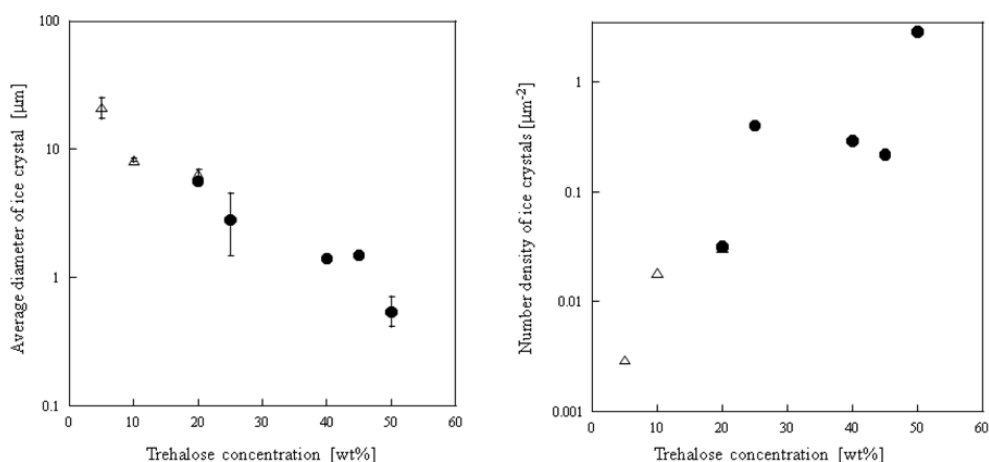 100
10
1
0.1
0 10 20 30 40 50 60
Average diameter of ice crystal [μm]
Trehalose concentration [wt%]
1
0.1
0.01
0.001
0 10 20 30 40 50 60
Number density of ice crystals [μm⁻²]
Trehalose concentration [wt%]